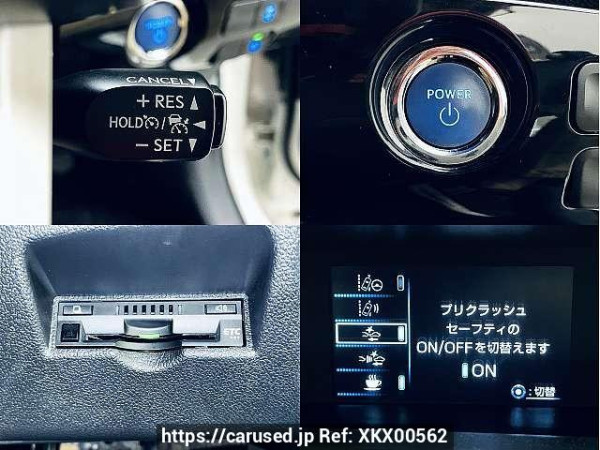 CANCEL
+ RES
HOLD /
− SET
POWER
ETC
プリクラッシュ
セーフティの
ON/OFFを切替えます
ON
:切替
https://carused.jp Ref: XKX00562